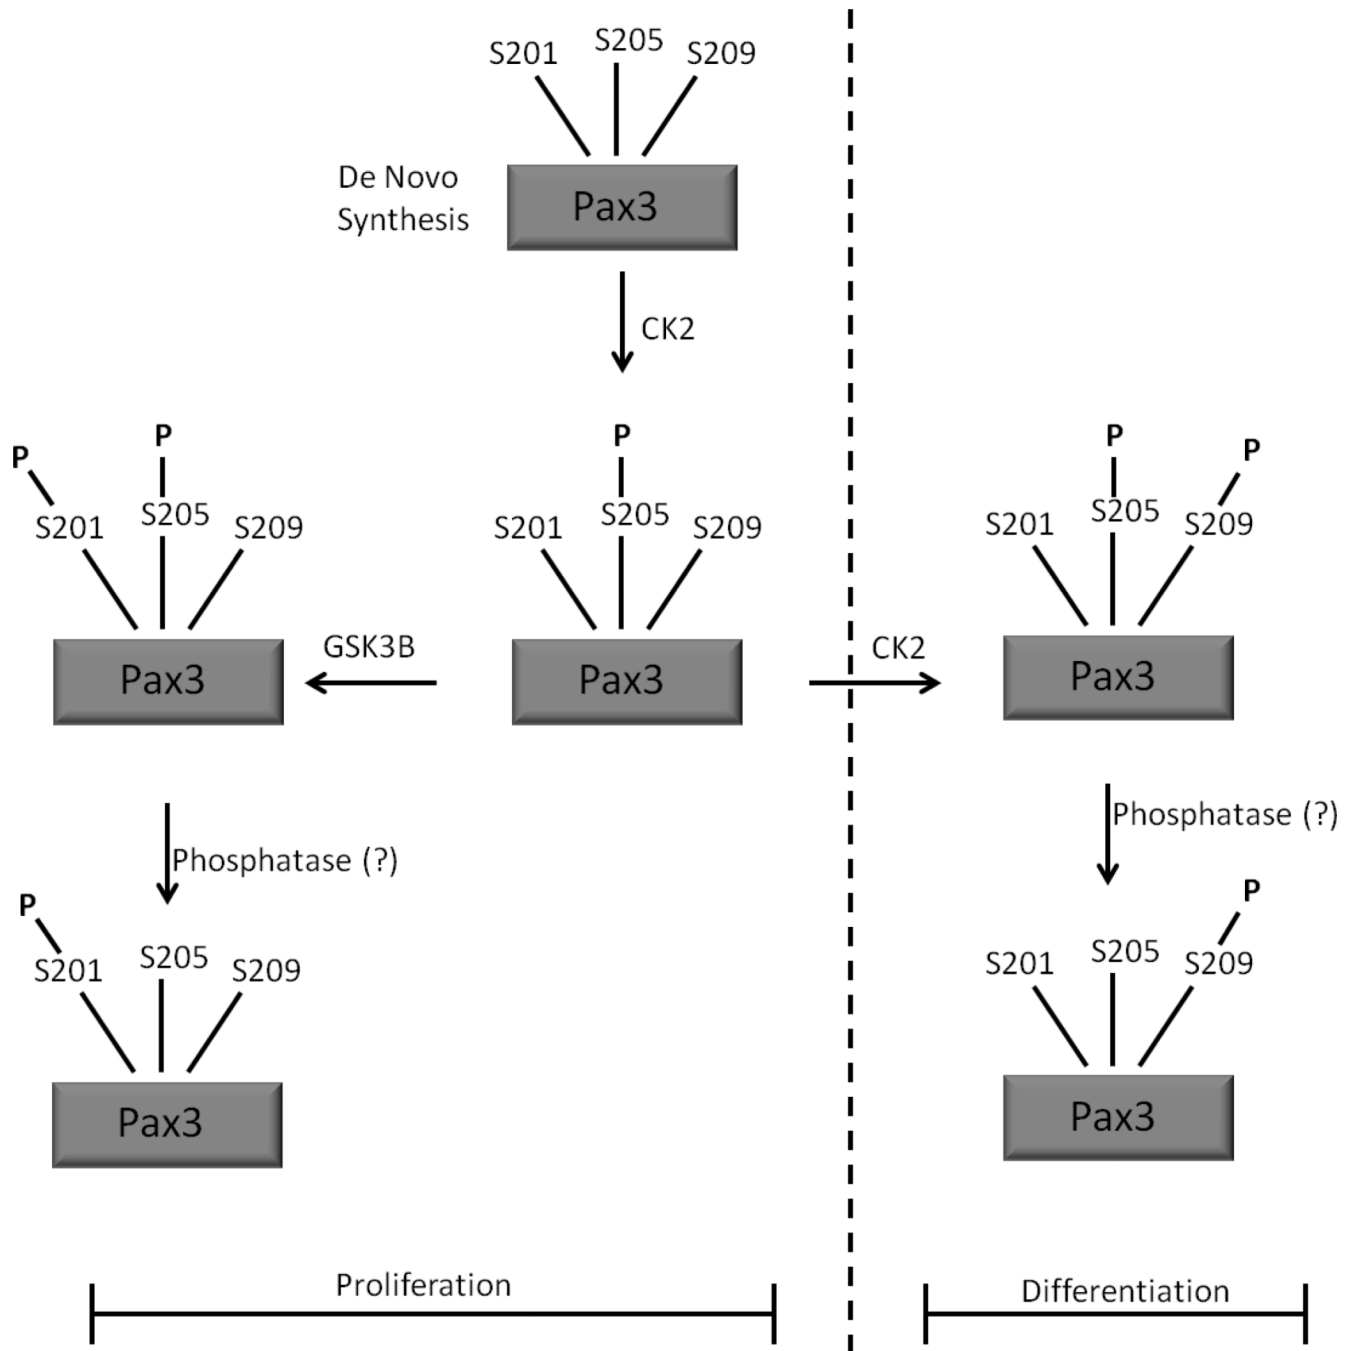 S201 S205 S209
De Novo
Synthesis
Pax3
CK2
P P
S201 S205 S209
Pax3
GSK3B
P
S201 S205 S209
Pax3
CK2
P P
S201 S205 S209
Pax3
Phosphatase (?)
P
S201 S205 S209
Pax3
Phosphatase (?)
P
S201 S205 S209
Pax3
Proliferation
Differentiation